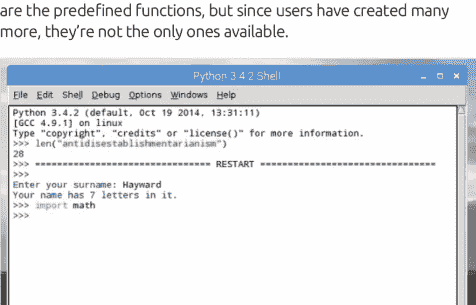 are the predefined functions, but since users have created many
more, they're not the only ones available.
Python 3.4.2 Shell
File Edit Shell Debug Options Windows Help
Python 3.4.2 (default, Oct 19 2014, 13:31:11)
[GCC 4.9.1] on linux
Type "copyright", "credits" or "license()" for more information.
>>> len("antidisestablishmentarianism")
28
>>> ================================ RESTART ================================
>>>
Enter your surname: Hayward
Your name has 7 letters in it.
>>> import math
>>>